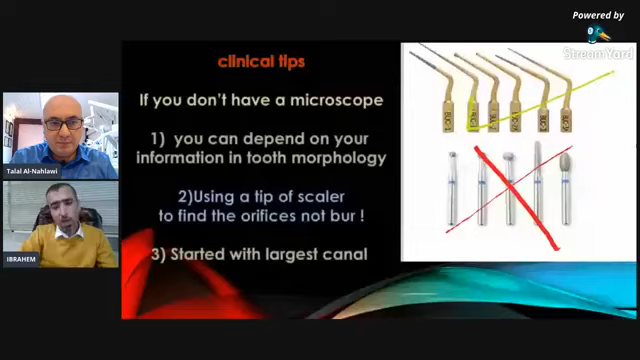 Powered by
StreamYard
clinical tips
If you don't have a microscope
1) you can depend on your
information in tooth morphology
2)Using a tip of scaler
to find the orifices not bur !
3) Started with largest canal
Talal Al-Nahlawi
IBRAHEM